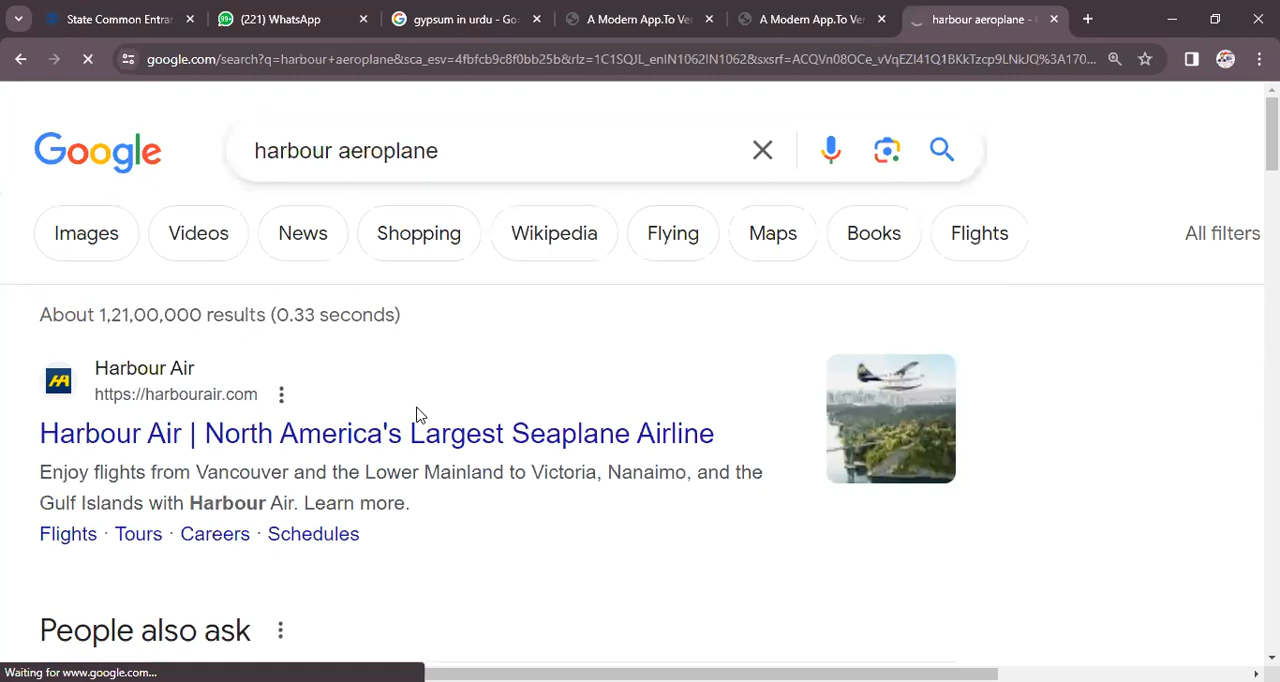 State Common Entrar
(221) WhatsApp
gypsum in urdu - Go
A Modern App.To Ve
A Modern App.To Ve
harbour aeroplane -
google.com/search?q=harbour+aeroplane&sca_esv=4fbfcb9c8f0bb25b&rlz=1C1SQJL_enIN1062IN1062&sxsrf=ACQVn08OCe_vVqEZI41Q1BKkTzcp9LNkJQ%3A170...
Google
harbour aeroplane
Images
Videos
News
Shopping
Wikipedia
Flying
Maps
Books
Flights
All filters
About 1,21,00,000 results (0.33 seconds)
Harbour Air
https://harbourair.com
Harbour Air | North America's Largest Seaplane Airline
Enjoy flights from Vancouver and the Lower Mainland to Victoria, Nanaimo, and the
Gulf Islands with Harbour Air. Learn more.
Flights · Tours · Careers · Schedules
People also ask
Waiting for www.google.com...